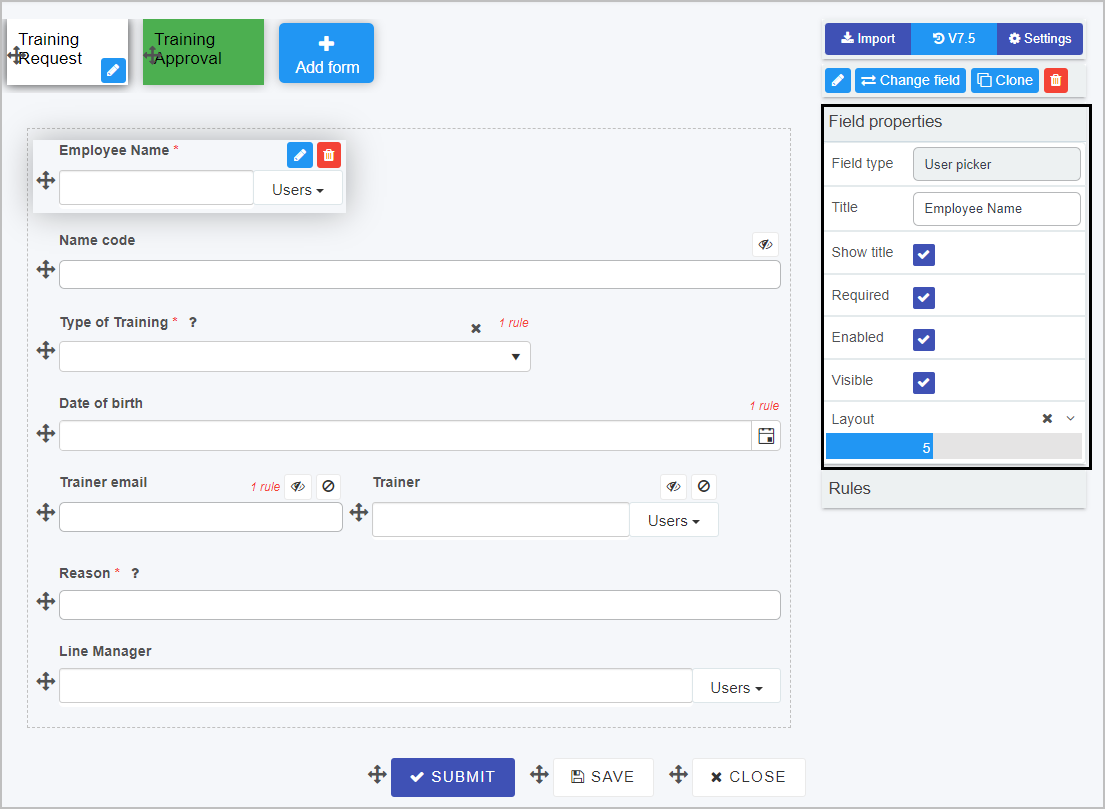 Training
Request
Training
Approval
Add form
Import
V7.5
Settings
Change field
Clone
Employee Name *
Users
Name code
Type of Training * ?
1 rule
Date of birth
1 rule
Trainer email
1 rule
Trainer
Users
Reason * ?
Line Manager
Users
SUBMIT
SAVE
CLOSE
Field properties
Field type
User picker
Title
Employee Name
Show title
Required
Enabled
Visible
Layout
5
Rules